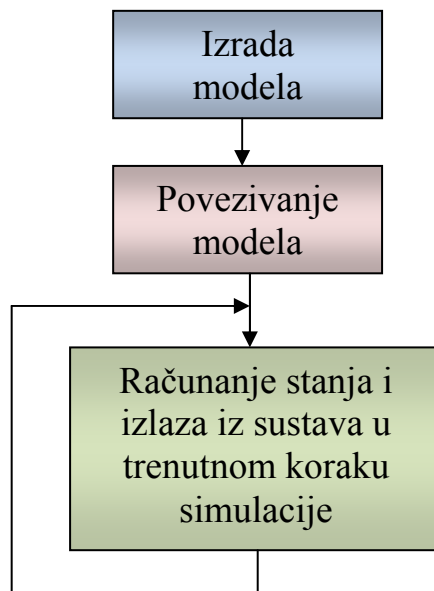 Izrada
modela
Povezivanje
modela
Računanje stanja i
izlaza iz sustava u
trenutnom koraku
simulacije